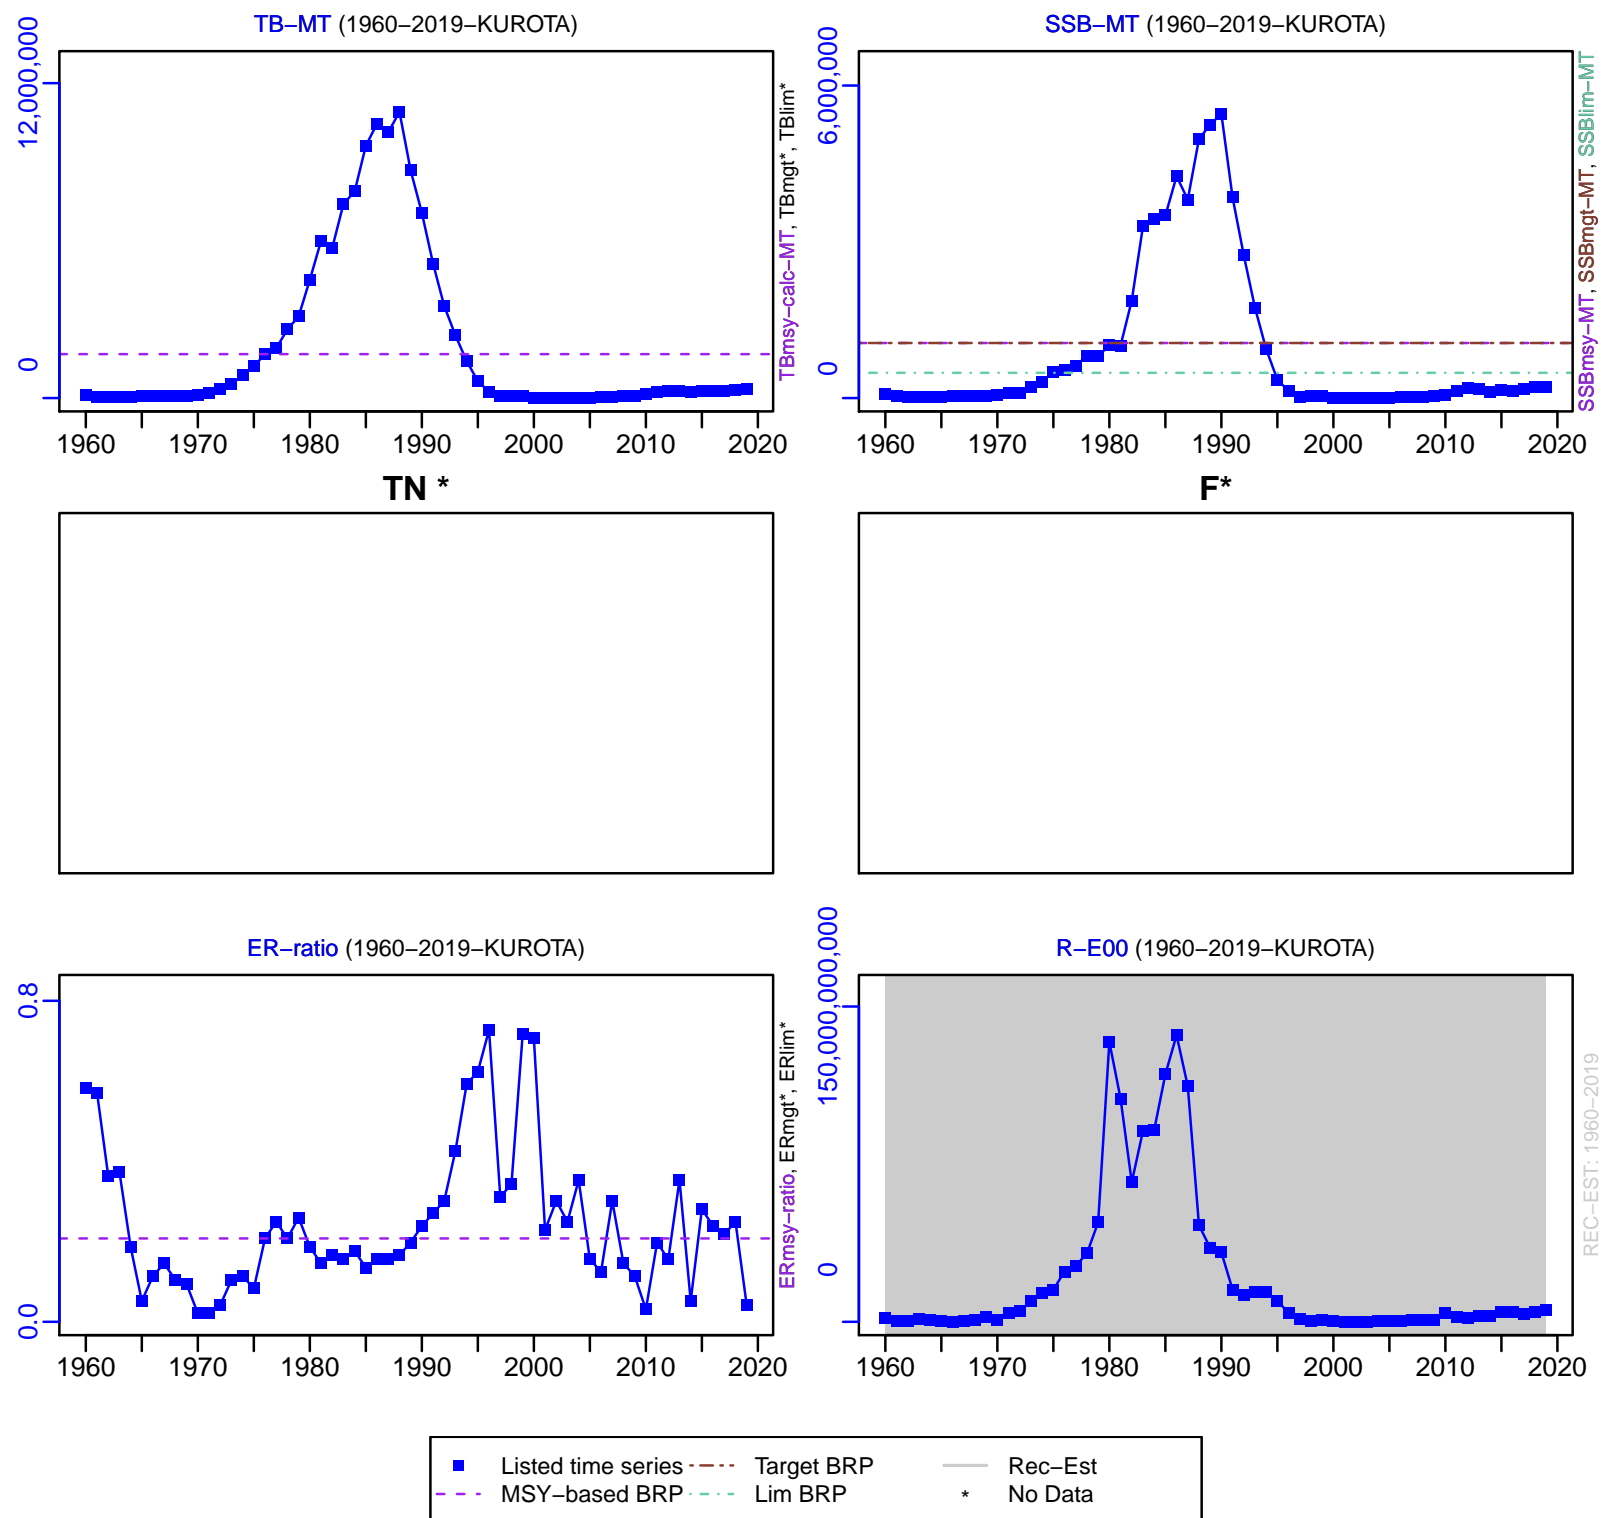 TB−MT (1960−2019−KUROTA)
12,000,000
0
TBmsy−calc−MT, TBmgt*, TBlim*
1960 1970 1980 1990 2000 2010 2020
SSB−MT (1960−2019−KUROTA)
6,000,000
0
SSBmsy−MT, SSBmgt−MT, SSBlim−MT
1960 1970 1980 1990 2000 2010 2020
TN *
F*
ER−ratio (1960−2019−KUROTA)
0.8
0.0
ERmsy−ratio, ERmgt*, ERlim*
1960 1970 1980 1990 2000 2010 2020
R−E00 (1960−2019−KUROTA)
150,000,000,000
0
REC−EST: 1960−2019
1960 1970 1980 1990 2000 2010 2020
Listed time series Target BRP Rec−Est
MSY−based BRP Lim BRP * No Data